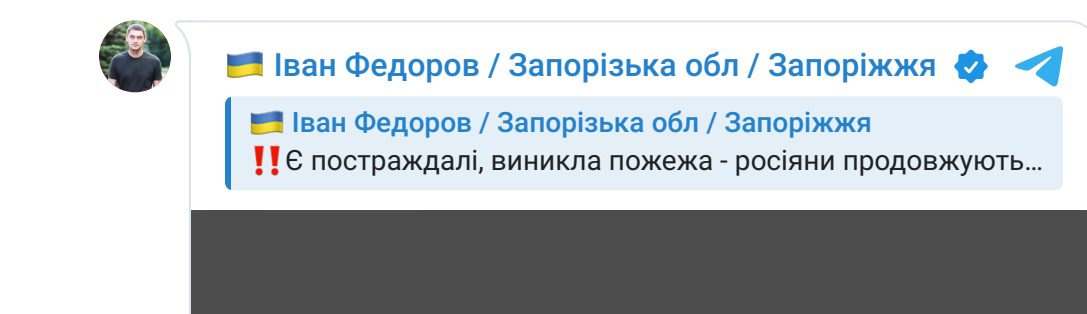 🇺🇦 Іван Федоров / Запорізька обл / Запоріжжя
🇺🇦 Іван Федоров / Запорізька обл / Запоріжжя
‼️Є постраждалі, виникла пожежа - росіяни продовжують...